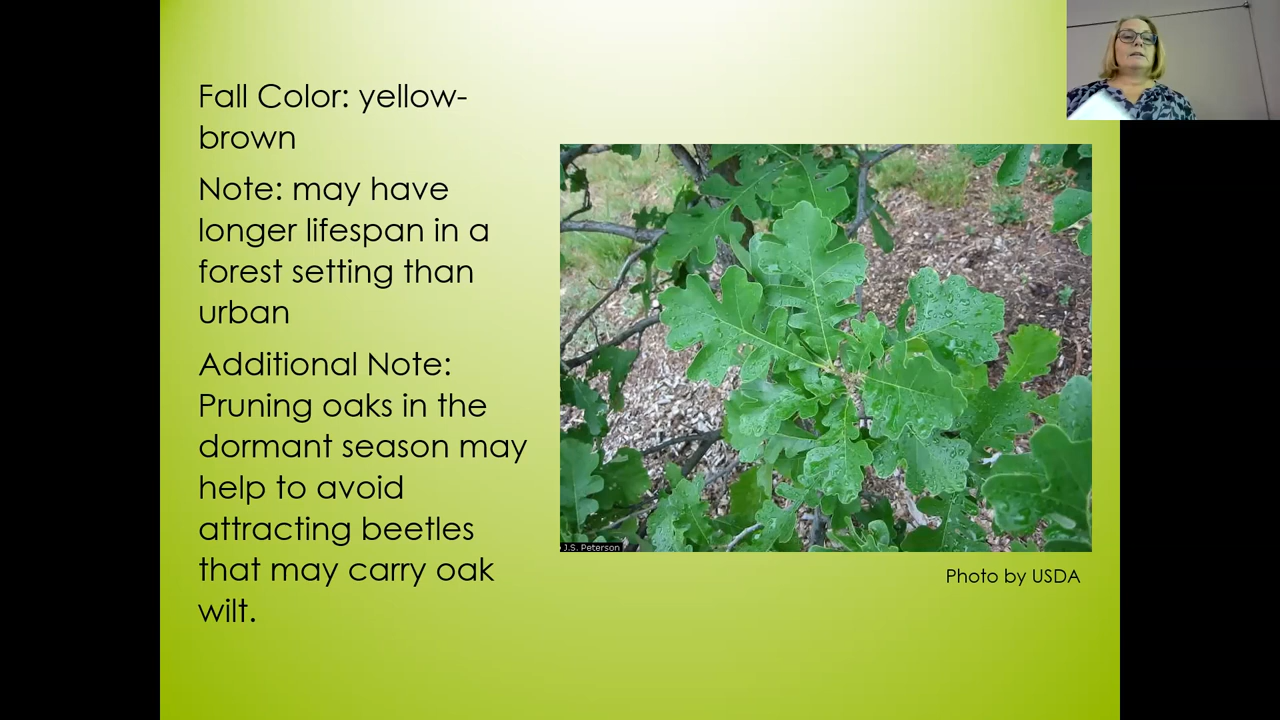 Fall Color: yellow-
brown
Note: may have
longer lifespan in a
forest setting than
urban
Additional Note:
Pruning oaks in the
dormant season may
help to avoid
attracting beetles
that may carry oak
wilt.
J.S. Peterson
Photo by USDA